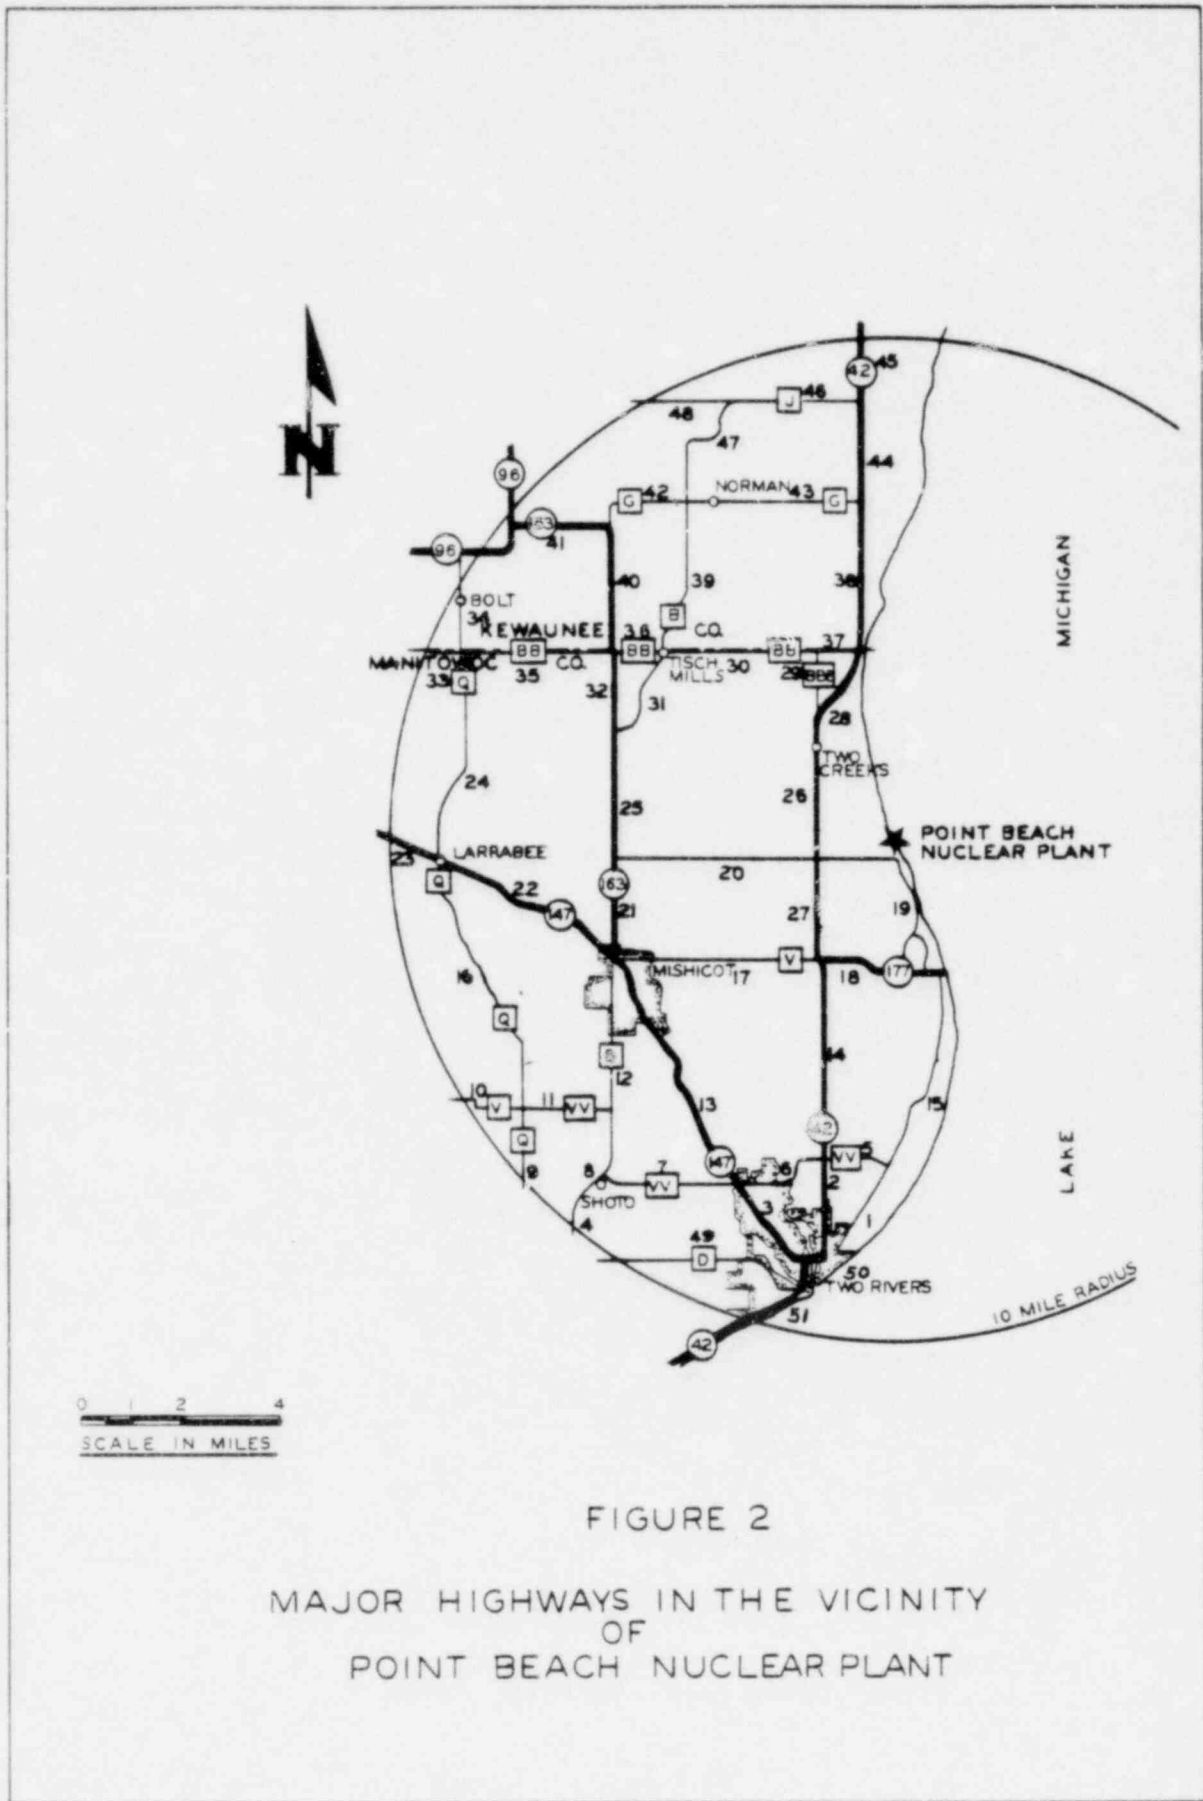 42 45
J 46
48
47
44
96
G 42 NORMAN 43 G
163
41
96
MICHIGAN
40 39 38
BOLT
34
B
KEWAUNEE 36 CO.
37
BB BB BB
MANITOWOC CO.
TISCH
MILLS
30
33 Q 35 32 31 29
28
TWO
CREEKS
24
25 26
POINT BEACH
NUCLEAR PLANT
LARRABEE
23
Q 22
20
163
147 21 27 19
MISHICOT 17 V 18 177
16
Q
B
12
14
10 V 11 VV
13 15
42
Q
147 6 VV 5
LAKE
9 8 7
VV
2
SHOTO
3
4
1
49
D
50
TWO RIVERS
51
10 MILE RADIUS
42
N
0 1 2 4
SCALE IN MILES
FIGURE 2
MAJOR HIGHWAYS IN THE VICINITY
OF
POINT BEACH NUCLEAR PLANT